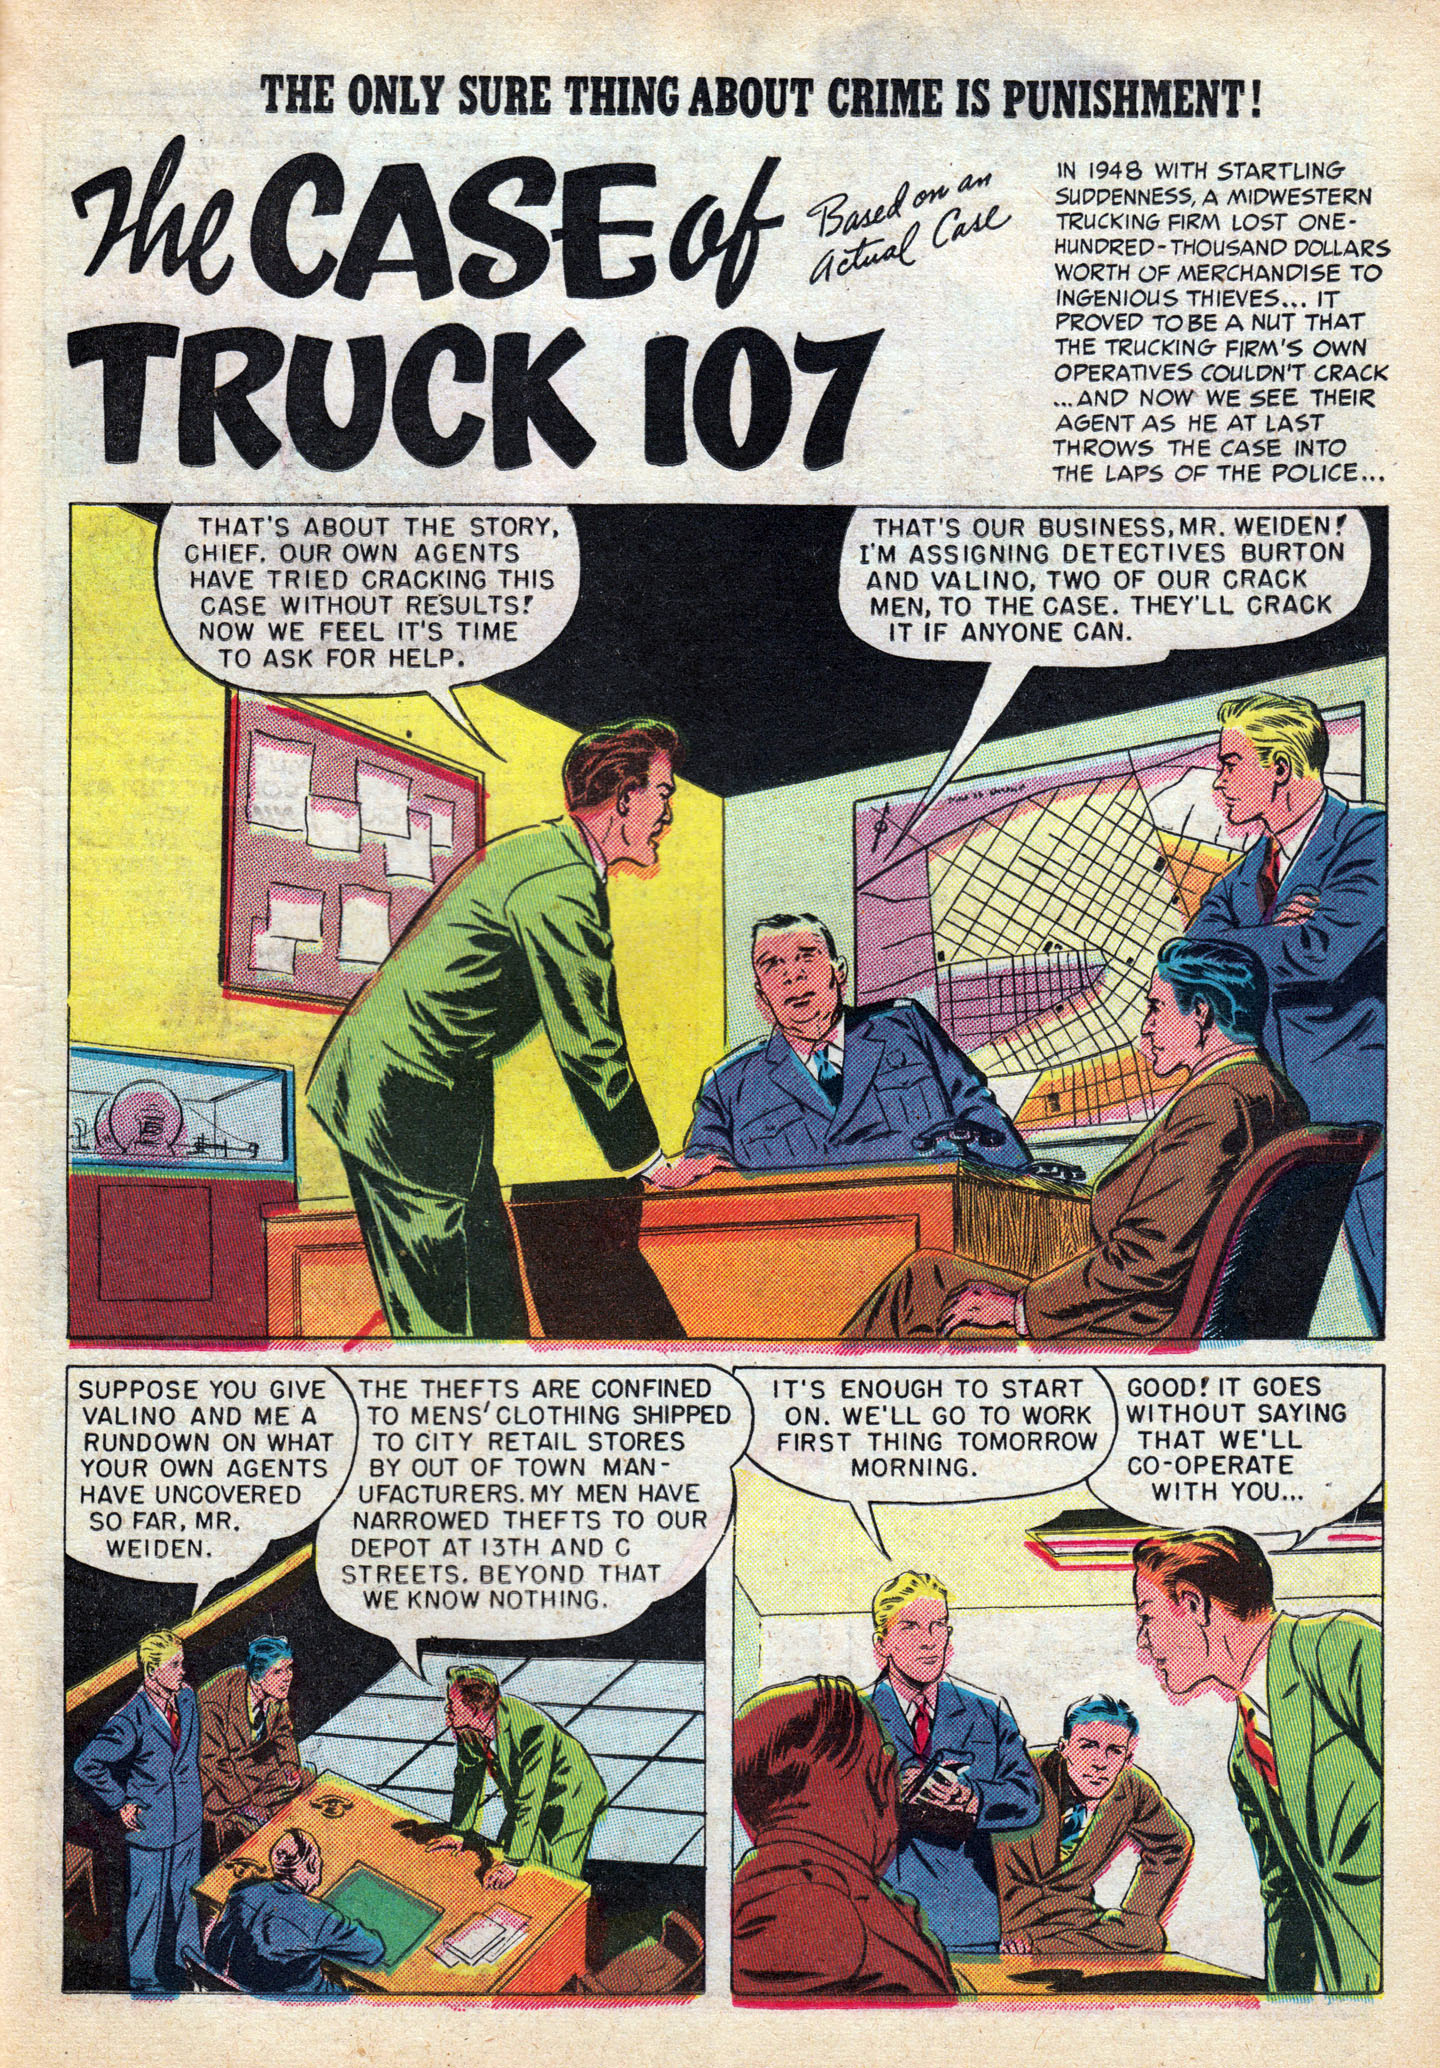 THE ONLY SURE THING ABOUT CRIME IS PUNISHMENT!
The CASE of
TRUCK 107
Based on an
Actual Case
IN 1948 WITH STARTLING
SUDDENNESS, A MIDWESTERN
TRUCKING FIRM LOST ONE-
HUNDRED-THOUSAND DOLLARS
WORTH OF MERCHANDISE TO
INGENIOUS THIEVES... IT
PROVED TO BE A NUT THAT
THE TRUCKING FIRM'S OWN
OPERATIVES COULDN'T CRACK
...AND NOW WE SEE THEIR
AGENT AS HE AT LAST
THROWS THE CASE INTO
THE LAPS OF THE POLICE...
THAT'S ABOUT THE STORY,
CHIEF. OUR OWN AGENTS
HAVE TRIED CRACKING THIS
CASE WITHOUT RESULTS!
NOW WE FEEL IT'S TIME
TO ASK FOR HELP.
THAT'S OUR BUSINESS, MR. WEIDEN!
I'M ASSIGNING DETECTIVES BURTON
AND VALINO, TWO OF OUR CRACK
MEN, TO THE CASE. THEY'LL CRACK
IT IF ANYONE CAN.
SUPPOSE YOU GIVE
VALINO AND ME A
RUNDOWN ON WHAT
YOUR OWN AGENTS
HAVE UNCOVERED
SO FAR, MR.
WEIDEN.
THE THEFTS ARE CONFINED
TO MENS' CLOTHING SHIPPED
TO CITY RETAIL STORES
BY OUT OF TOWN MAN-
UFACTURERS. MY MEN HAVE
NARROWED THEFTS TO OUR
DEPOT AT 13TH AND C
STREETS. BEYOND THAT
WE KNOW NOTHING.
IT'S ENOUGH TO START
ON. WE'LL GO TO WORK
FIRST THING TOMORROW
MORNING.
GOOD! IT GOES
WITHOUT SAYING
THAT WE'LL
CO-OPERATE
WITH YOU...